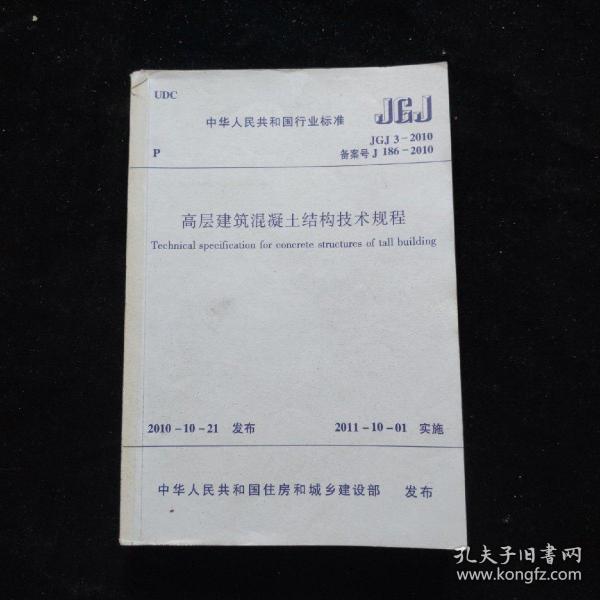 UDC
中华人民共和国行业标准
JGJ
JGJ 3-2010
P
备案号 J 186-2010
高层建筑混凝土结构技术规程
Technical specification for concrete structures of tall building
2010-10-21 发布
2011-10-01 实施
中华人民共和国住房和城乡建设部 发布
孔夫子旧書网
www.kongfz.com